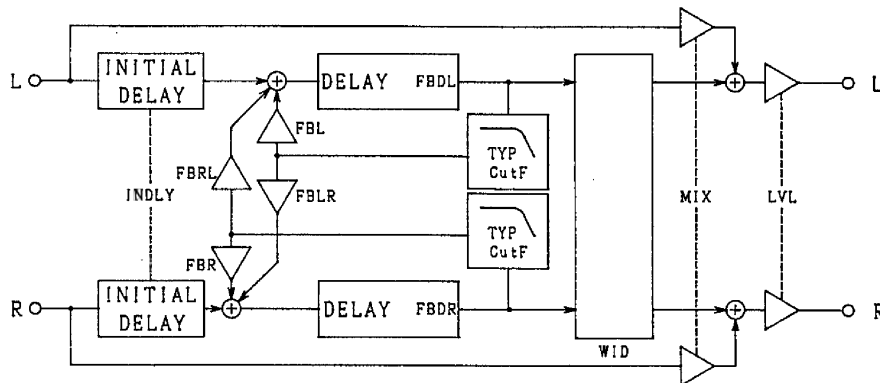 L
INITIAL
DELAY
DELAY
FBDL
L
FBL
TYP
CutF
FBRL
INDLY
FBLR
MIX
LVL
TYP
CutF
FBR
R
INITIAL
DELAY
DELAY
FBDR
R
WID